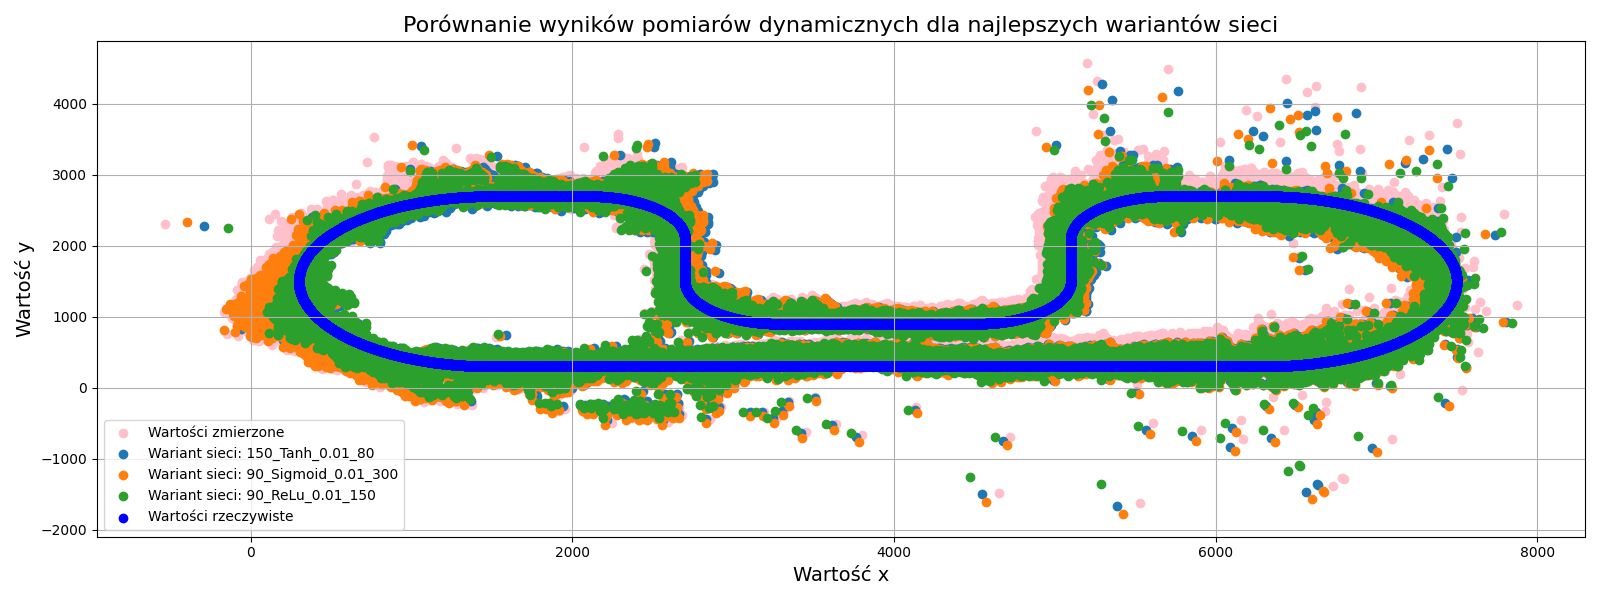 Porównanie wyników pomiarów dynamicznych dla najlepszych wariantów sieci
Wartość y
4000
3000
2000
1000
0
−1000
−2000
Wartości zmierzone
Wariant sieci: 150_Tanh_0.01_80
Wariant sieci: 90_Sigmoid_0.01_300
Wariant sieci: 90_ReLu_0.01_150
Wartości rzeczywiste
0 2000 4000 6000 8000
Wartość x